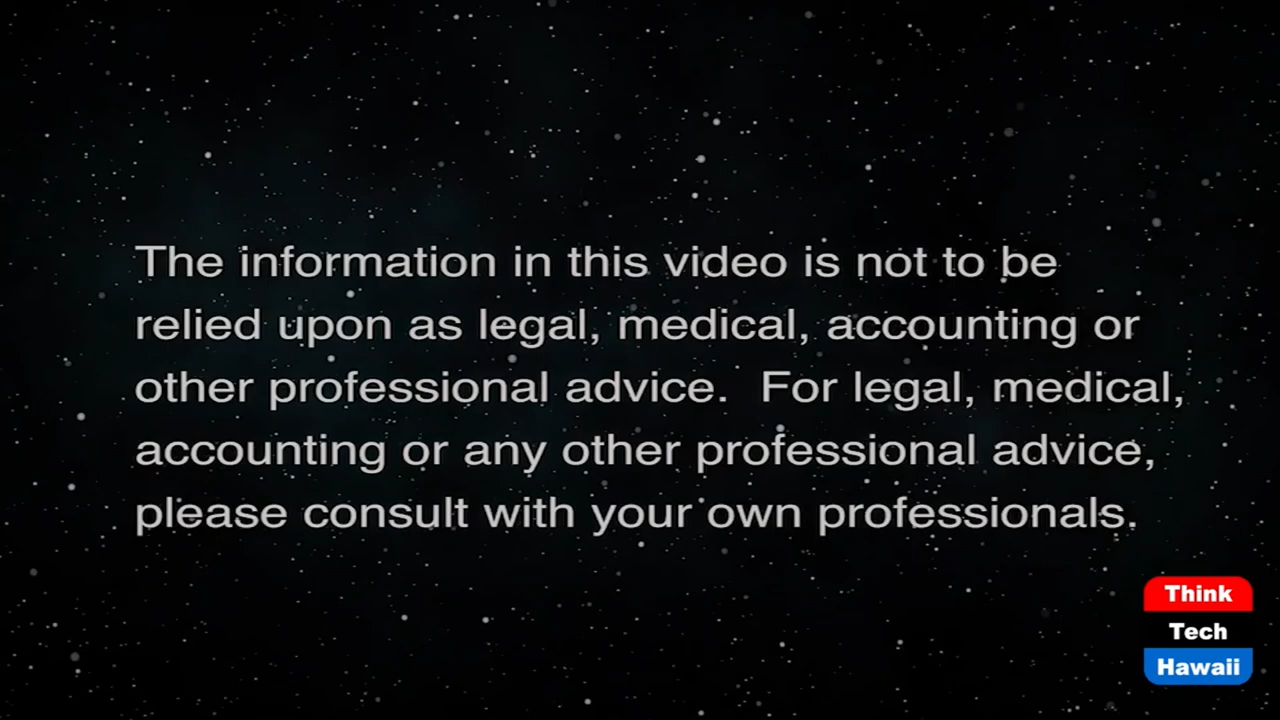 The information in this video is not to be
relied upon as legal, medical, accounting or
other professional advice.  For legal, medical,
accounting or any other professional advice,
please consult with your own professionals.
Think
Tech
Hawaii